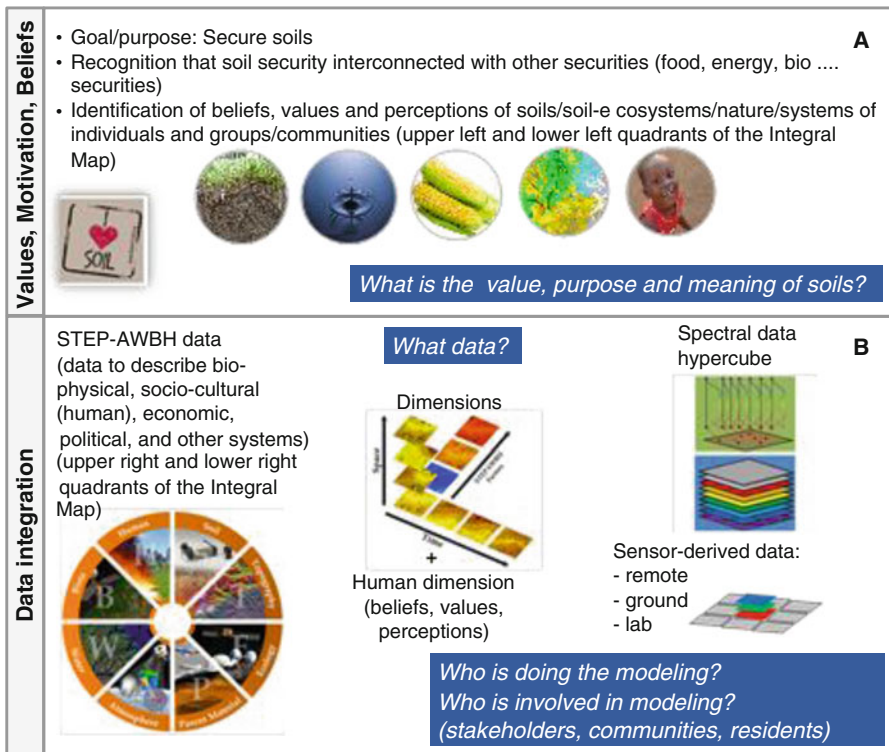 Values, Motivation, Beliefs
A
• Goal/purpose: Secure soils
• Recognition that soil security interconnected with other securities (food, energy, bio ....
securities)
• Identification of beliefs, values and perceptions of soils/soil-e cosystems/nature/systems of
individuals and groups/communities (upper left and lower left quadrants of the Integral
Map)
SOIL
What is the value, purpose and meaning of soils?
Data integration
B
STEP-AWBH data
(data to describe bio-
physical, socio-cultural
(human), economic,
political, and other systems)
(upper right and lower right
quadrants of the Integral
Map)
Human
Soil
Topography
Ecology
Parent Material
Atmosphere
Water
Biota
H
T
E
P
W
B
What data?
Dimensions
Space
STEP-AWBH
Time
+
Human dimension
(beliefs, values,
perceptions)
Spectral data
hypercube
Sensor-derived data:
- remote
- ground
- lab
Who is doing the modeling?
Who is involved in modeling?
(stakeholders, communities, residents)